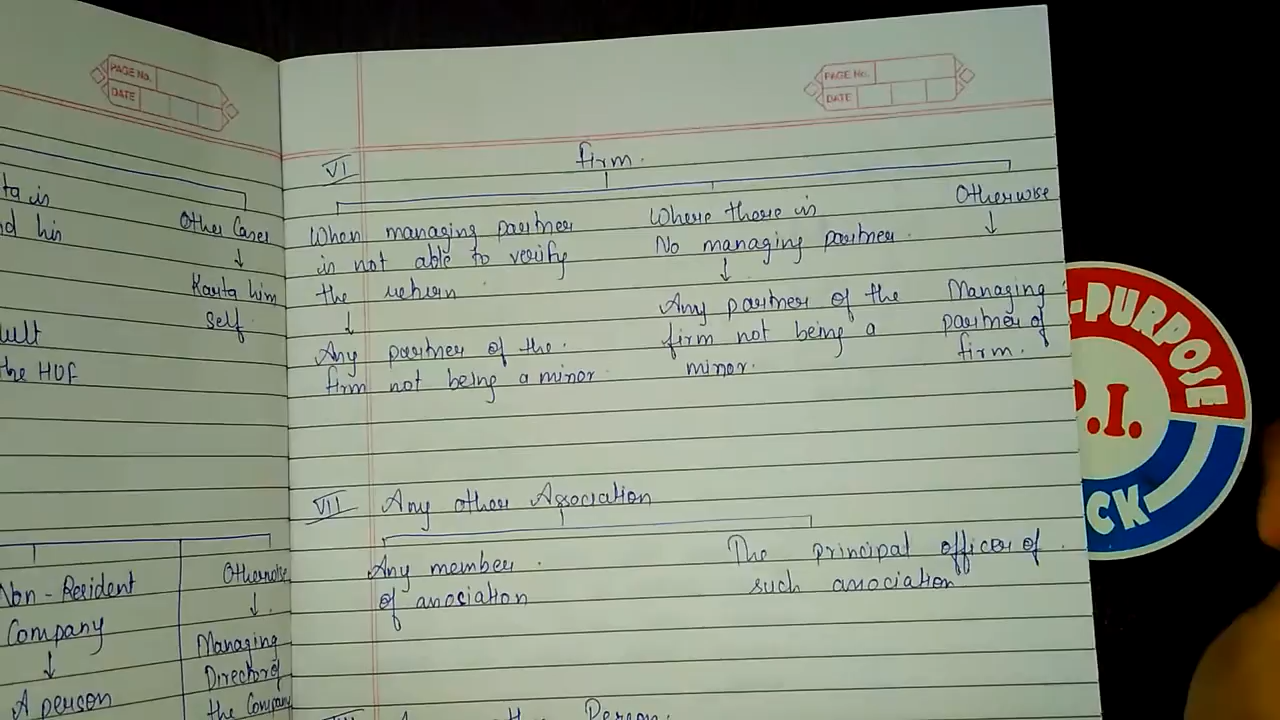 PAGE No.
DATE
ta is
d his
Other Cases
Karta him
self.
ult
the HUF
Non-Resident
Company
A person
Otherwise
Managing
Director of
the Company
PAGE No.
DATE
VI
firm.
When managing partner
is not able to verify
the return
Any partner of the
firm not being a minor
Where there is
No managing partner.
Any partner of the
firm not being a
minor.
Otherwise
Managing
partner of
firm.
VII Any other Association
Any member
of association
The principal officer of
such association
Person.
-PURPOSE
P.I.
CK